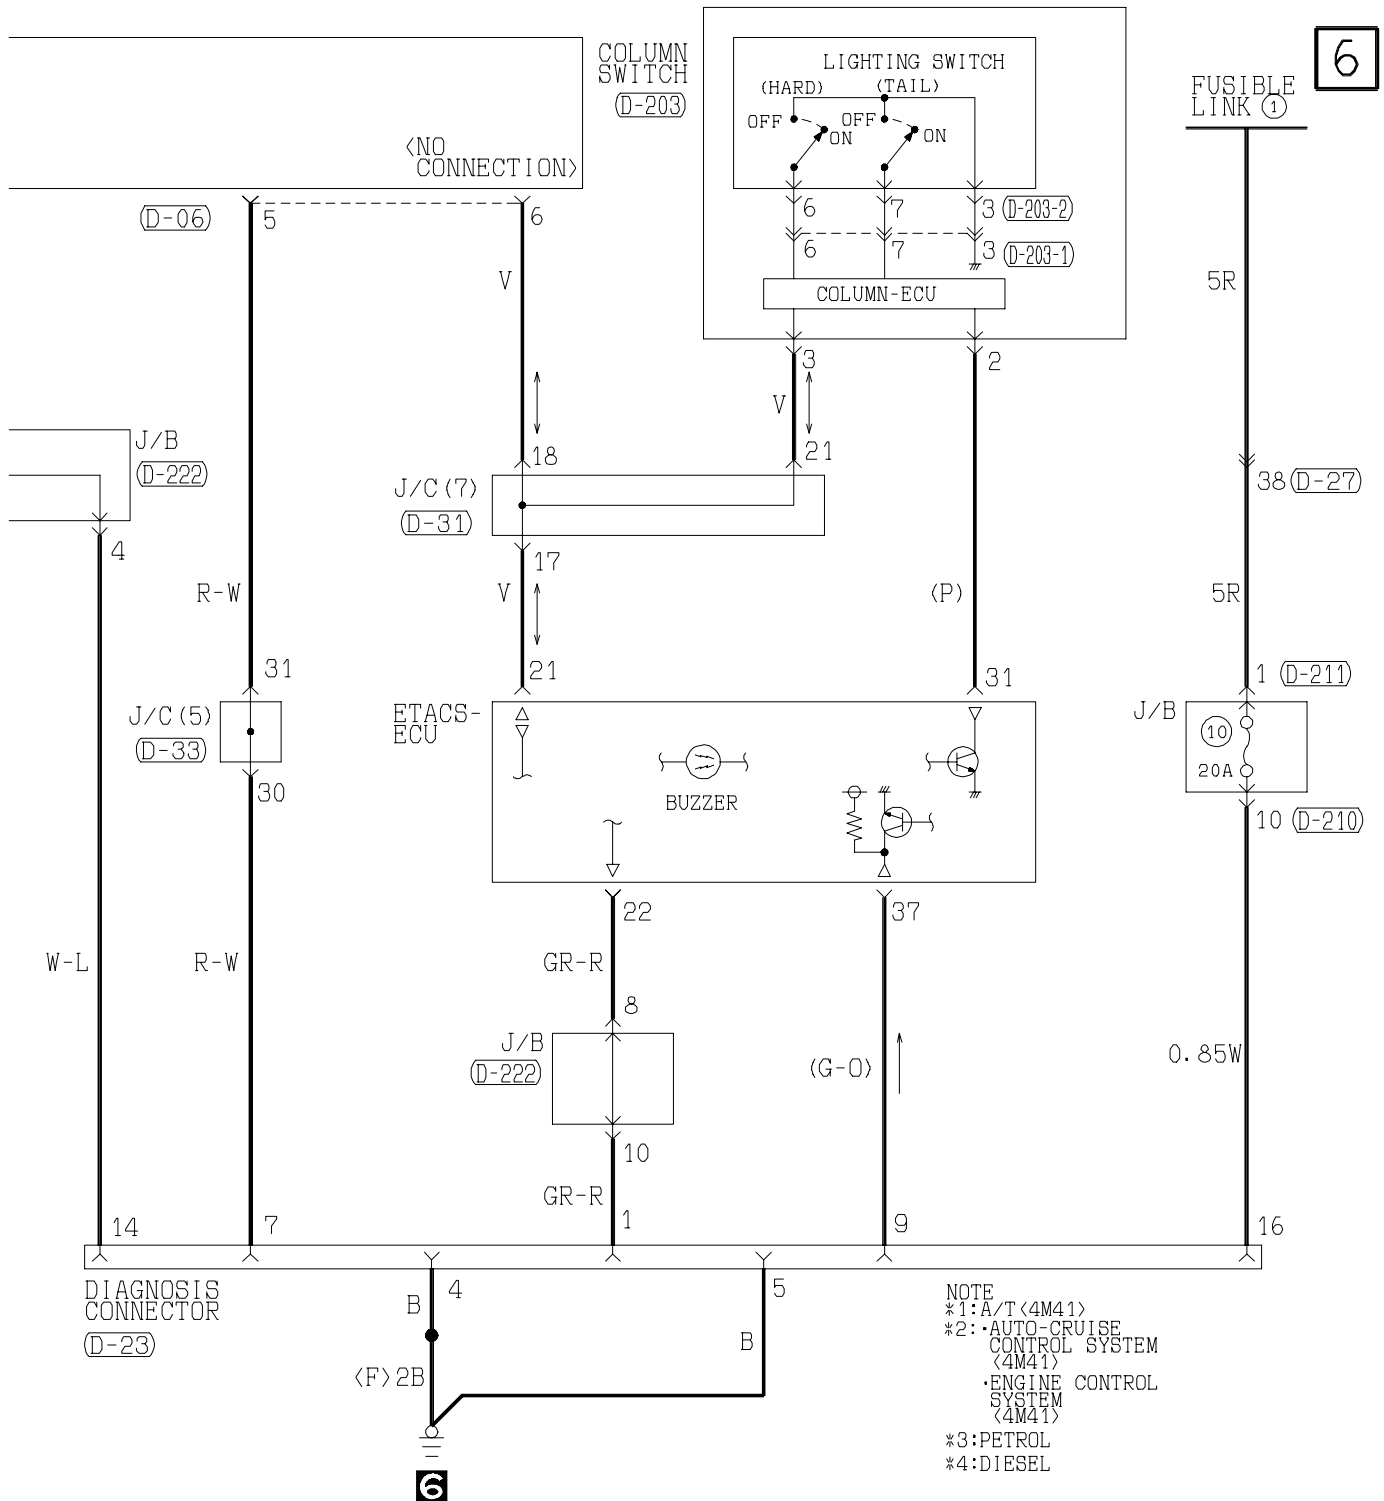 COLUMN
SWITCH
(D-203)
LIGHTING SWITCH
(HARD)
(TAIL)
OFF
ON
OFF
ON
6
FUSIBLE
LINK ①
<NO
CONNECTION>
(D-06)
5
6
6
7
3
(D-203-2)
6
7
3
(D-203-1)
V
COLUMN-ECU
5R
3
2
V
J/B
(D-222)
18
21
J/C(7)
(D-31)
38
(D-27)
4
17
R-W
V
(P)
5R
31
21
31
1
(D-211)
J/C(5)
(D-33)
ETACS-
ECU
J/B
10
20A
30
BUZZER
10
(D-210)
22
37
W-L
R-W
GR-R
8
J/B
(D-222)
(G-O)
0.85W
10
GR-R
14
7
1
9
16
DIAGNOSIS
CONNECTOR
(D-23)
4
5
B
B
<F>2B
6
NOTE
*1:A/T<4M41>
*2:·AUTO-CRUISE
CONTROL SYSTEM
<4M41>
·ENGINE CONTROL
SYSTEM
<4M41>
*3:PETROL
*4:DIESEL